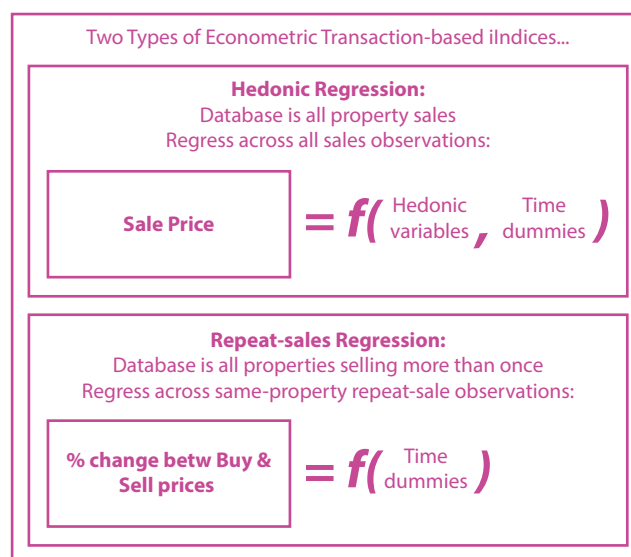 Two Types of Econometric Transaction-based iIndices...
Hedonic Regression:
Database is all property sales
Regress across all sales observations:
Sale Price
= f( Hedonic variables , Time dummies )
Repeat-sales Regression:
Database is all properties selling more than once
Regress across same-property repeat-sale observations:
% change betw Buy &
Sell prices
= f( Time dummies )